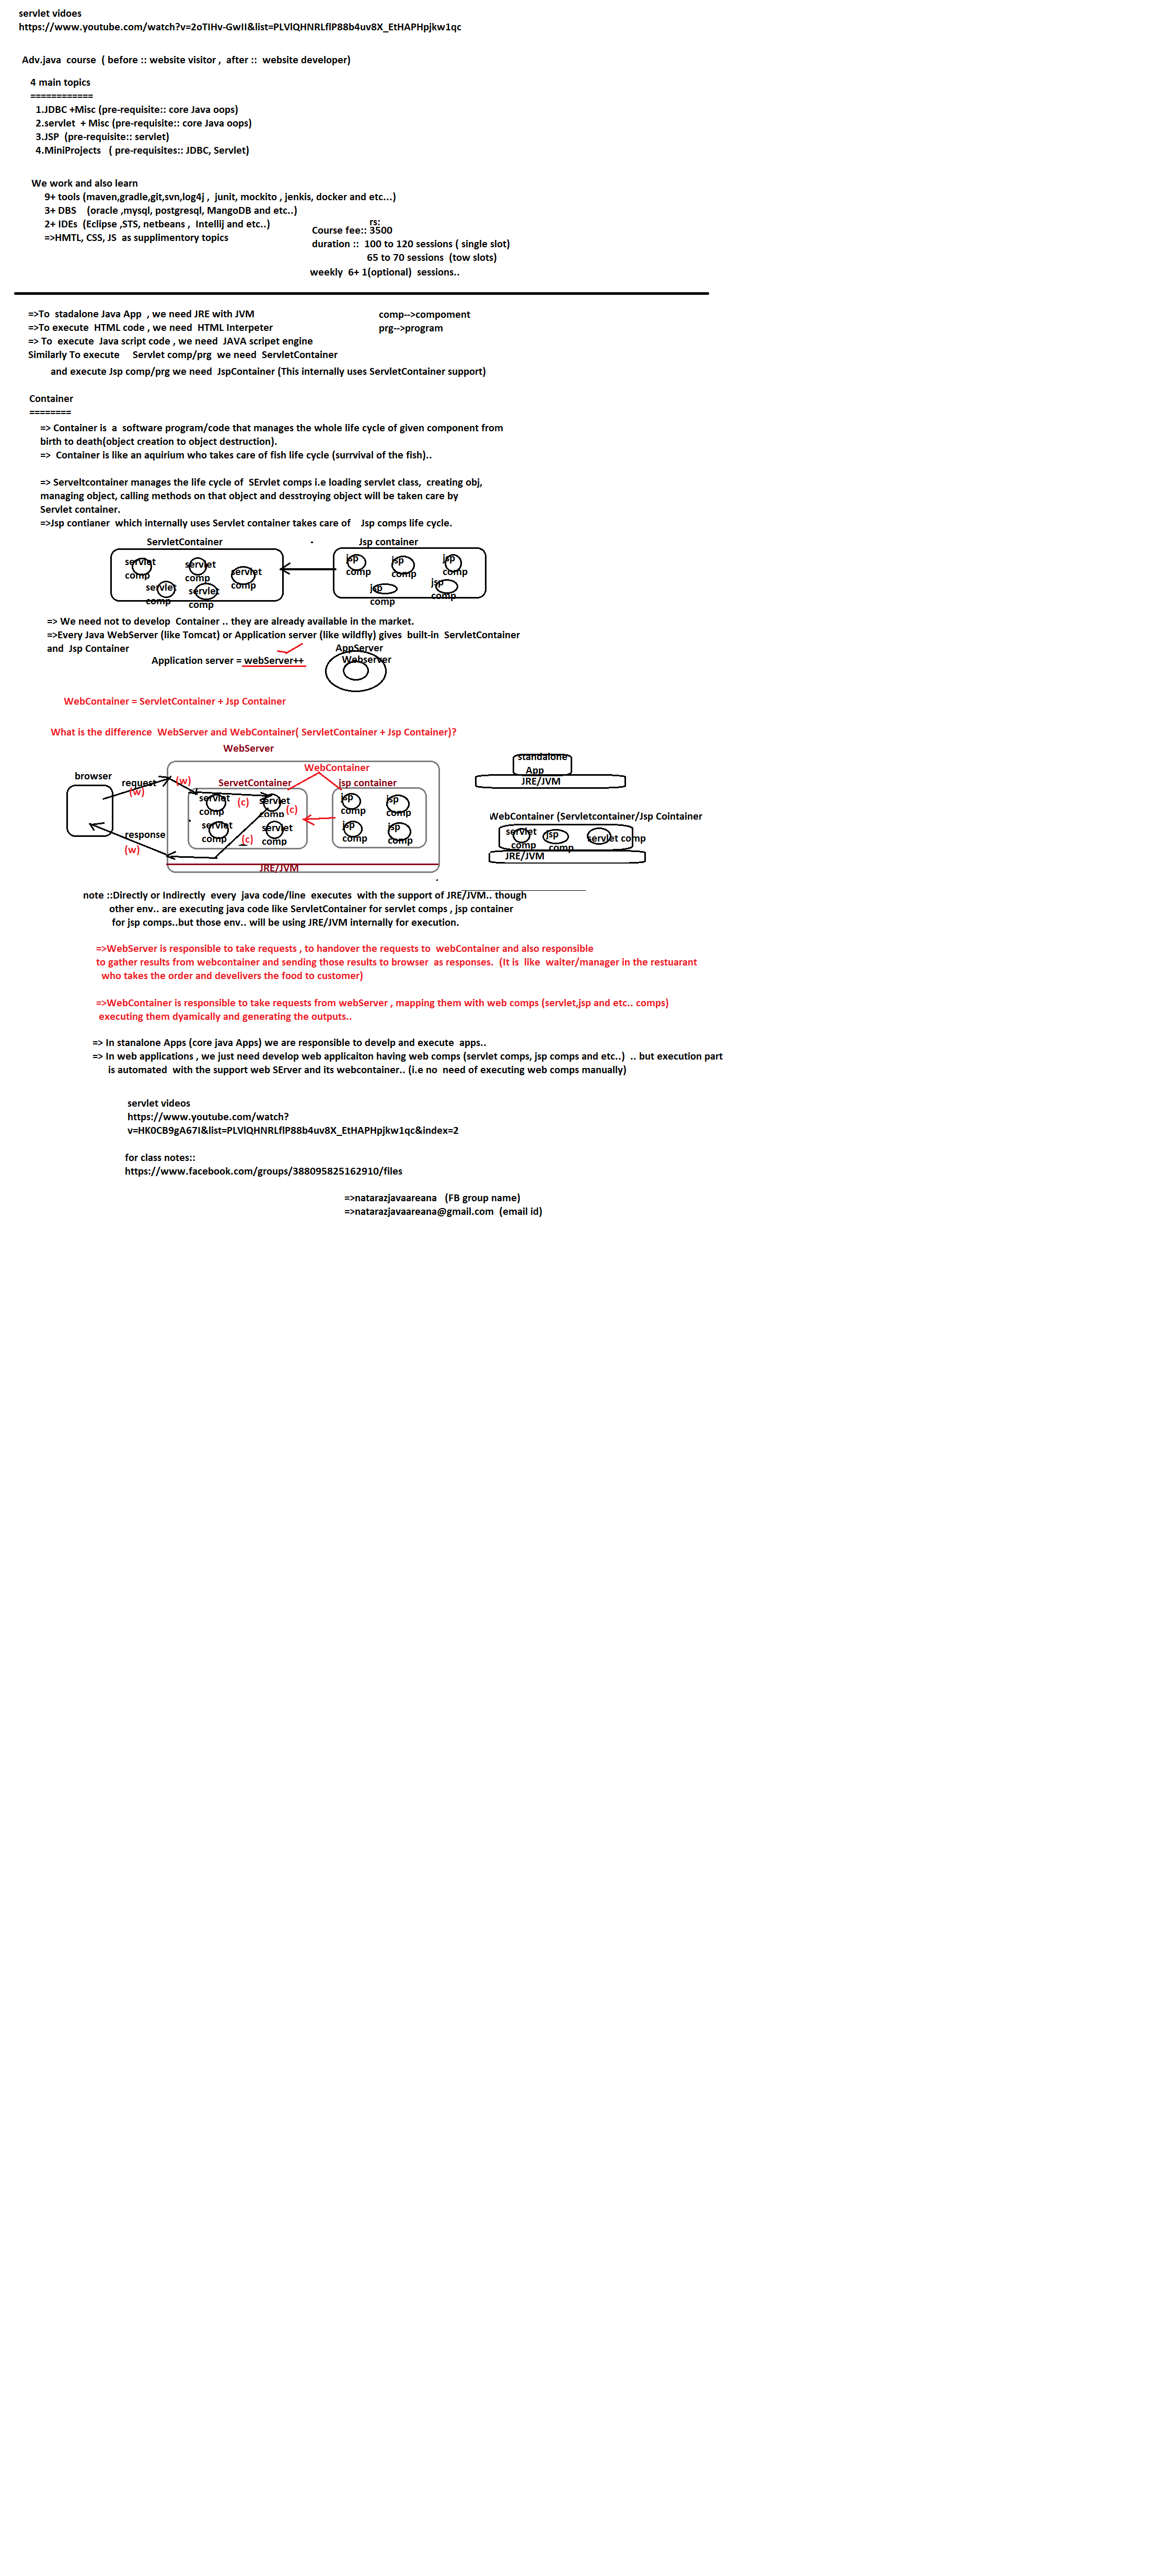 servlet vidoes
https://www.youtube.com/watch?v=2oTIHv-GwII&list=PLVlQHNRLflP88b4uv8X_EtHAPHpjkw1qc
Adv.java course ( before :: website visitor , after :: website developer)
4 main topics
============
1.JDBC +Misc (pre-requisite:: core Java oops)
2.servlet + Misc (pre-requisite:: core Java oops)
3.JSP (pre-requisite:: servlet)
4.MiniProjects ( pre-requisites:: JDBC, Servlet)
We work and also learn
9+ tools (maven,gradle,git,svn,log4j , junit, mockito , jenkis, docker and etc...)
3+ DBS (oracle ,mysql, postgresql, MangoDB and etc..)
2+ IDEs (Eclipse ,STS, netbeans , Intellij and etc..)
=>HMTL, CSS, JS as supplimentory topics
rs:
Course fee:: 3500
duration :: 100 to 120 sessions ( single slot)
65 to 70 sessions (tow slots)
weekly 6+ 1(optional) sessions..
=>To stadalone Java App , we need JRE with JVM
=>To execute HTML code , we need HTML Interpeter
=> To execute Java script code , we need JAVA scripet engine
Similarly To execute Servlet comp/prg we need ServletContainer
and execute Jsp comp/prg we need JspContainer (This internally uses ServletContainer support)
comp-->compoment
prg-->program
Container
========
=> Container is a software program/code that manages the whole life cycle of given component from
birth to death(object creation to object destruction).
=> Container is like an aquirium who takes care of fish life cycle (surrvival of the fish)..
=> Serveltcontainer manages the life cycle of SErvlet comps i.e loading servlet class, creating obj,
managing object, calling methods on that object and desstroying object will be taken care by
Servlet container.
=>Jsp contianer which internally uses Servlet container takes care of Jsp comps life cycle.
ServletContainer
Jsp container
servlet
comp
servlet
comp
servlet
comp
servlet
comp
servlet
comp
jsp
comp
jsp
comp
jsp
comp
jsp
comp
jsp
comp
=> We need not to develop Container .. they are already available in the market.
=>Every Java WebServer (like Tomcat) or Application server (like wildfly) gives built-in ServletContainer
and Jsp Container
Application server = webServer++
AppServer
Webserver
WebContainer = ServletContainer + Jsp Container
What is the difference WebServer and WebContainer( ServletContainer + Jsp Container)?
WebServer
browser
request
(w)
(w)
response
(w)
WebContainer
ServetContainer
jsp container
servlet
comp
(c)
servlet
comp
(c)
servlet
comp
(c)
servlet
comp
jsp
comp
jsp
comp
jsp
comp
jsp
comp
JRE/JVM
standalone
App
JRE/JVM
WebContainer (Servletcontainer/Jsp Cointainer
servlet
comp
jsp
comp
servlet comp
JRE/JVM
note ::Directly or Indirectly every java code/line executes with the support of JRE/JVM.. though
other env.. are executing java code like ServletContainer for servlet comps , jsp container
for jsp comps..but those env.. will be using JRE/JVM internally for execution.
=>WebServer is responsible to take requests , to handover the requests to webContainer and also responsible
to gather results from webcontainer and sending those results to browser as responses. (It is like waiter/manager in the restuarant
who takes the order and develivers the food to customer)
=>WebContainer is responsible to take requests from webServer , mapping them with web comps (servlet,jsp and etc.. comps)
executing them dyamically and generating the outputs..
=> In stanalone Apps (core java Apps) we are responsible to develp and execute apps..
=> In web applications , we just need develop web applicaiton having web comps (servlet comps, jsp comps and etc..) .. but execution part
is automated with the support web SErver and its webcontainer.. (i.e no need of executing web comps manually)
servlet videos
https://www.youtube.com/watch?
v=HK0CB9gA67I&list=PLVlQHNRLflP88b4uv8X_EtHAPHpjkw1qc&index=2
for class notes::
https://www.facebook.com/groups/388095825162910/files
=>natarazjavaareana (FB group name)
=>natarazjavaareana@gmail.com (email id)